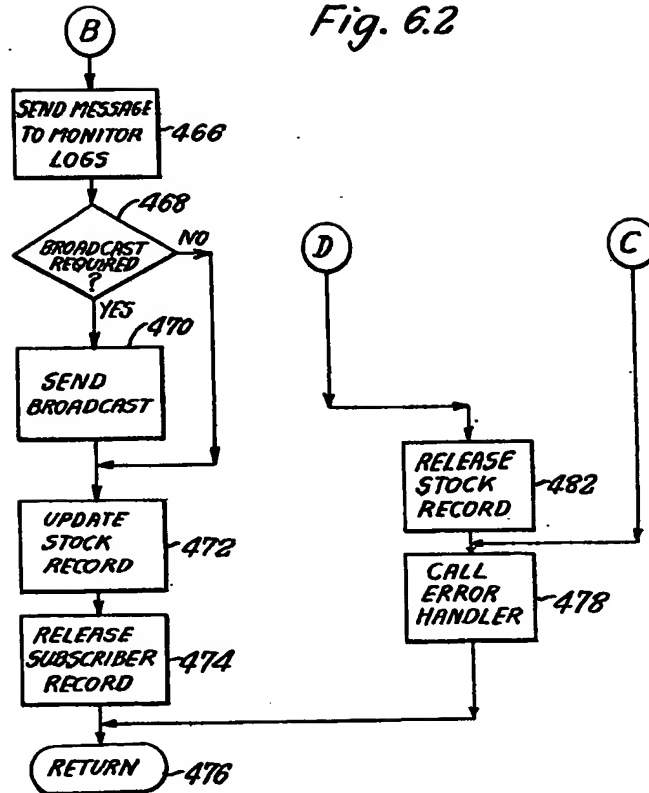 Fig. 6.2
B
SEND MESSAGE
TO MONITOR
LOGS
466
468
BROADCAST
REQUIRED
?
NO
YES
470
SEND
BROADCAST
UPDATE
STOCK
RECORD
472
RELEASE
SUBSCRIBER
RECORD
474
RETURN
476
D
C
RELEASE
STOCK
RECORD
482
CALL
ERROR
HANDLER
478